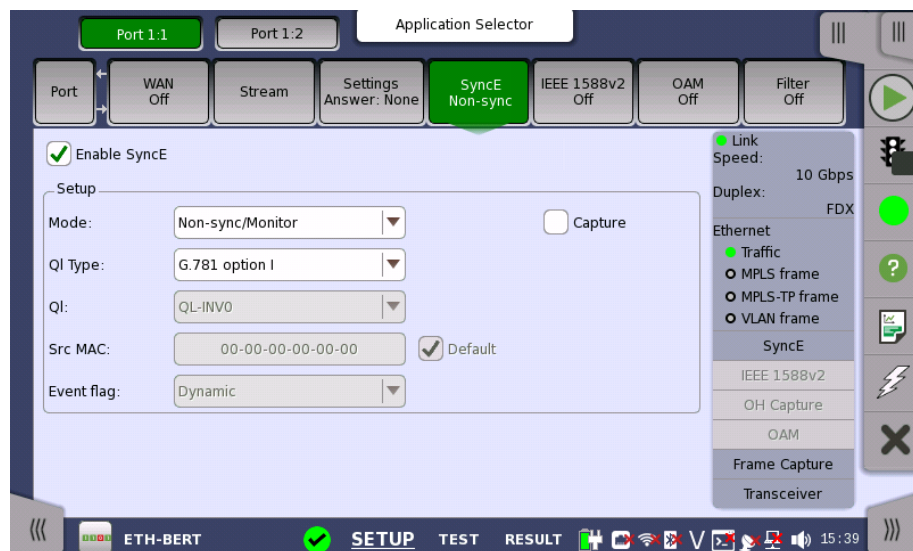 Application Selector
Port 1:1
Port 1:2
Port
WAN
Off
Stream
Settings
Answer: None
SyncE
Non-sync
IEEE 1588v2
Off
OAM
Off
Filter
Off
Enable SyncE
Setup
Mode:
Non-sync/Monitor
Capture
Ql Type:
G.781 option I
Ql:
QL-INV0
Src MAC:
00-00-00-00-00-00
Default
Event flag:
Dynamic
Link
Speed:
10 Gbps
Duplex:
FDX
Ethernet
Traffic
MPLS frame
MPLS-TP frame
VLAN frame
SyncE
IEEE 1588v2
OH Capture
OAM
Frame Capture
Transceiver
ETH-BERT
SETUP
TEST
RESULT
V
15:39